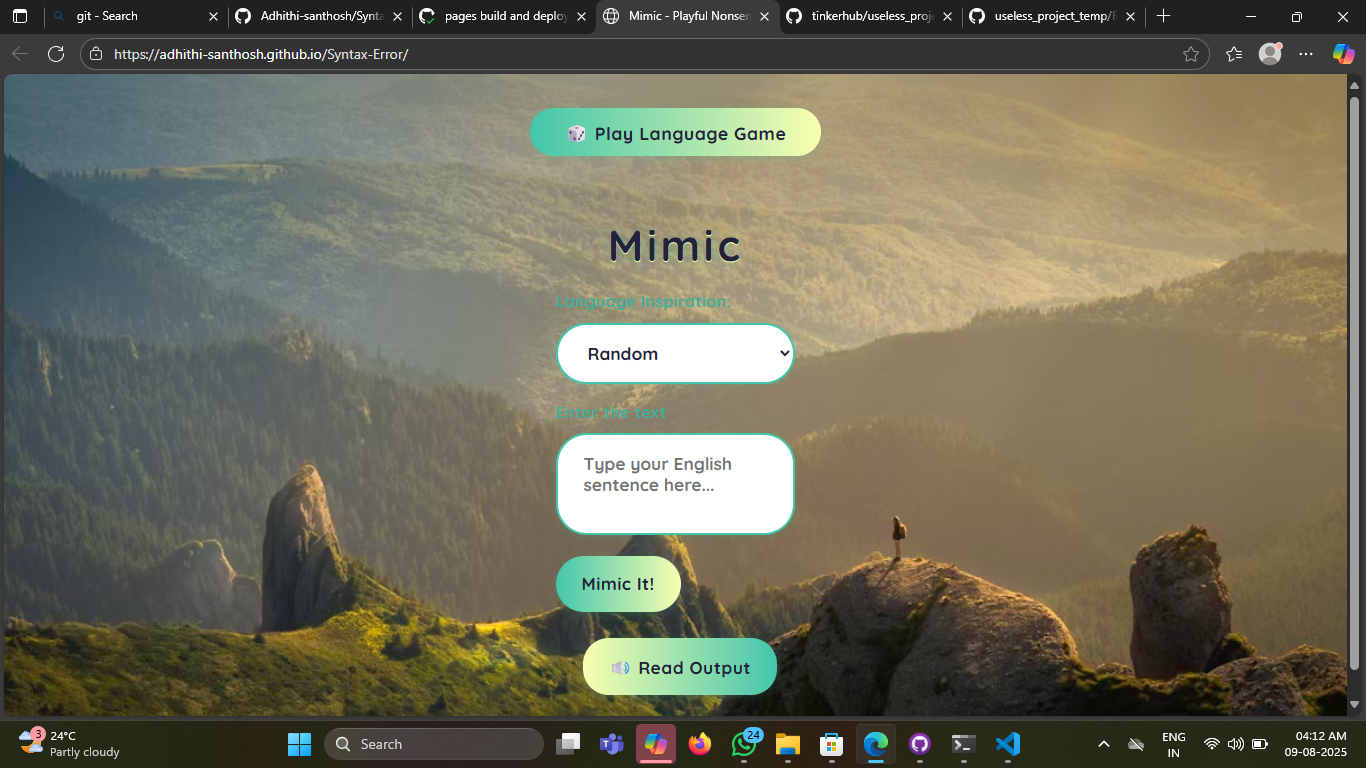 git - Search
Adhithi-santhosh/Synta
pages build and deploy
Mimic - Playful Nonsen
tinkerhub/useless_proj
useless_project_temp/R
https://adhithi-santhosh.github.io/Syntax-Error/
🎲 Play Language Game
Mimic
Language Inspiration:
Random
Enter the text
Type your English
sentence here...
Mimic It!
🔊 Read Output
3
24°C
Partly cloudy
Search
24
ENG
IN
04:12 AM
09-08-2025